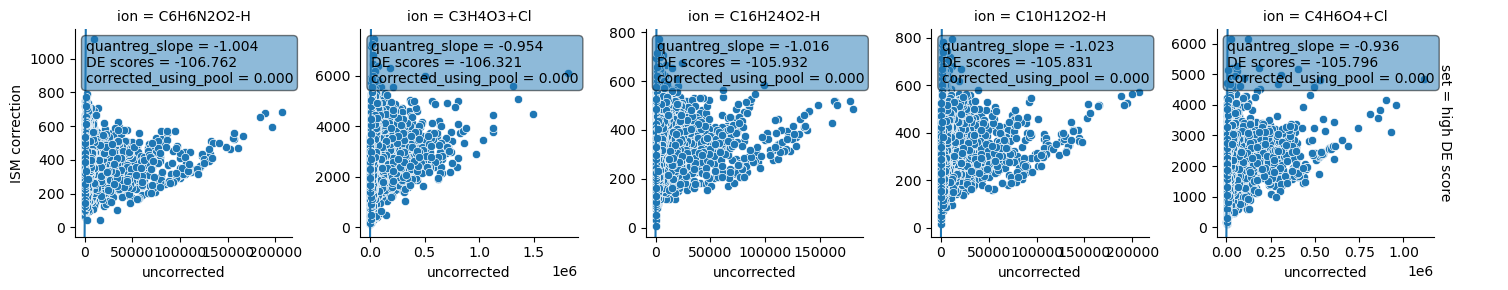 ion = C6H6N2O2-H
ion = C3H4O3+Cl
ion = C16H24O2-H
ion = C10H12O2-H
ion = C4H6O4+Cl
quantreg_slope = -1.004
DE scores = -106.762
corrected_using_pool = 0.000
quantreg_slope = -0.954
DE scores = -106.321
corrected_using_pool = 0.000
quantreg_slope = -1.016
DE scores = -105.932
corrected_using_pool = 0.000
quantreg_slope = -1.023
DE scores = -105.831
corrected_using_pool = 0.000
quantreg_slope = -0.936
DE scores = -105.796
corrected_using_pool = 0.000
ISM correction
1000
800
600
400
200
0
6000
4000
2000
0
800
600
400
200
0
800
600
400
200
0
6000
5000
4000
3000
2000
1000
0
set = high DE score
0
50000
100000
150000
200000
0.0
0.5
1.0
1.5
0
50000
100000
150000
0
50000
100000
150000
200000
0.00
0.25
0.50
0.75
1.00
uncorrected
uncorrected
1e6
uncorrected
uncorrected
uncorrected
1e6